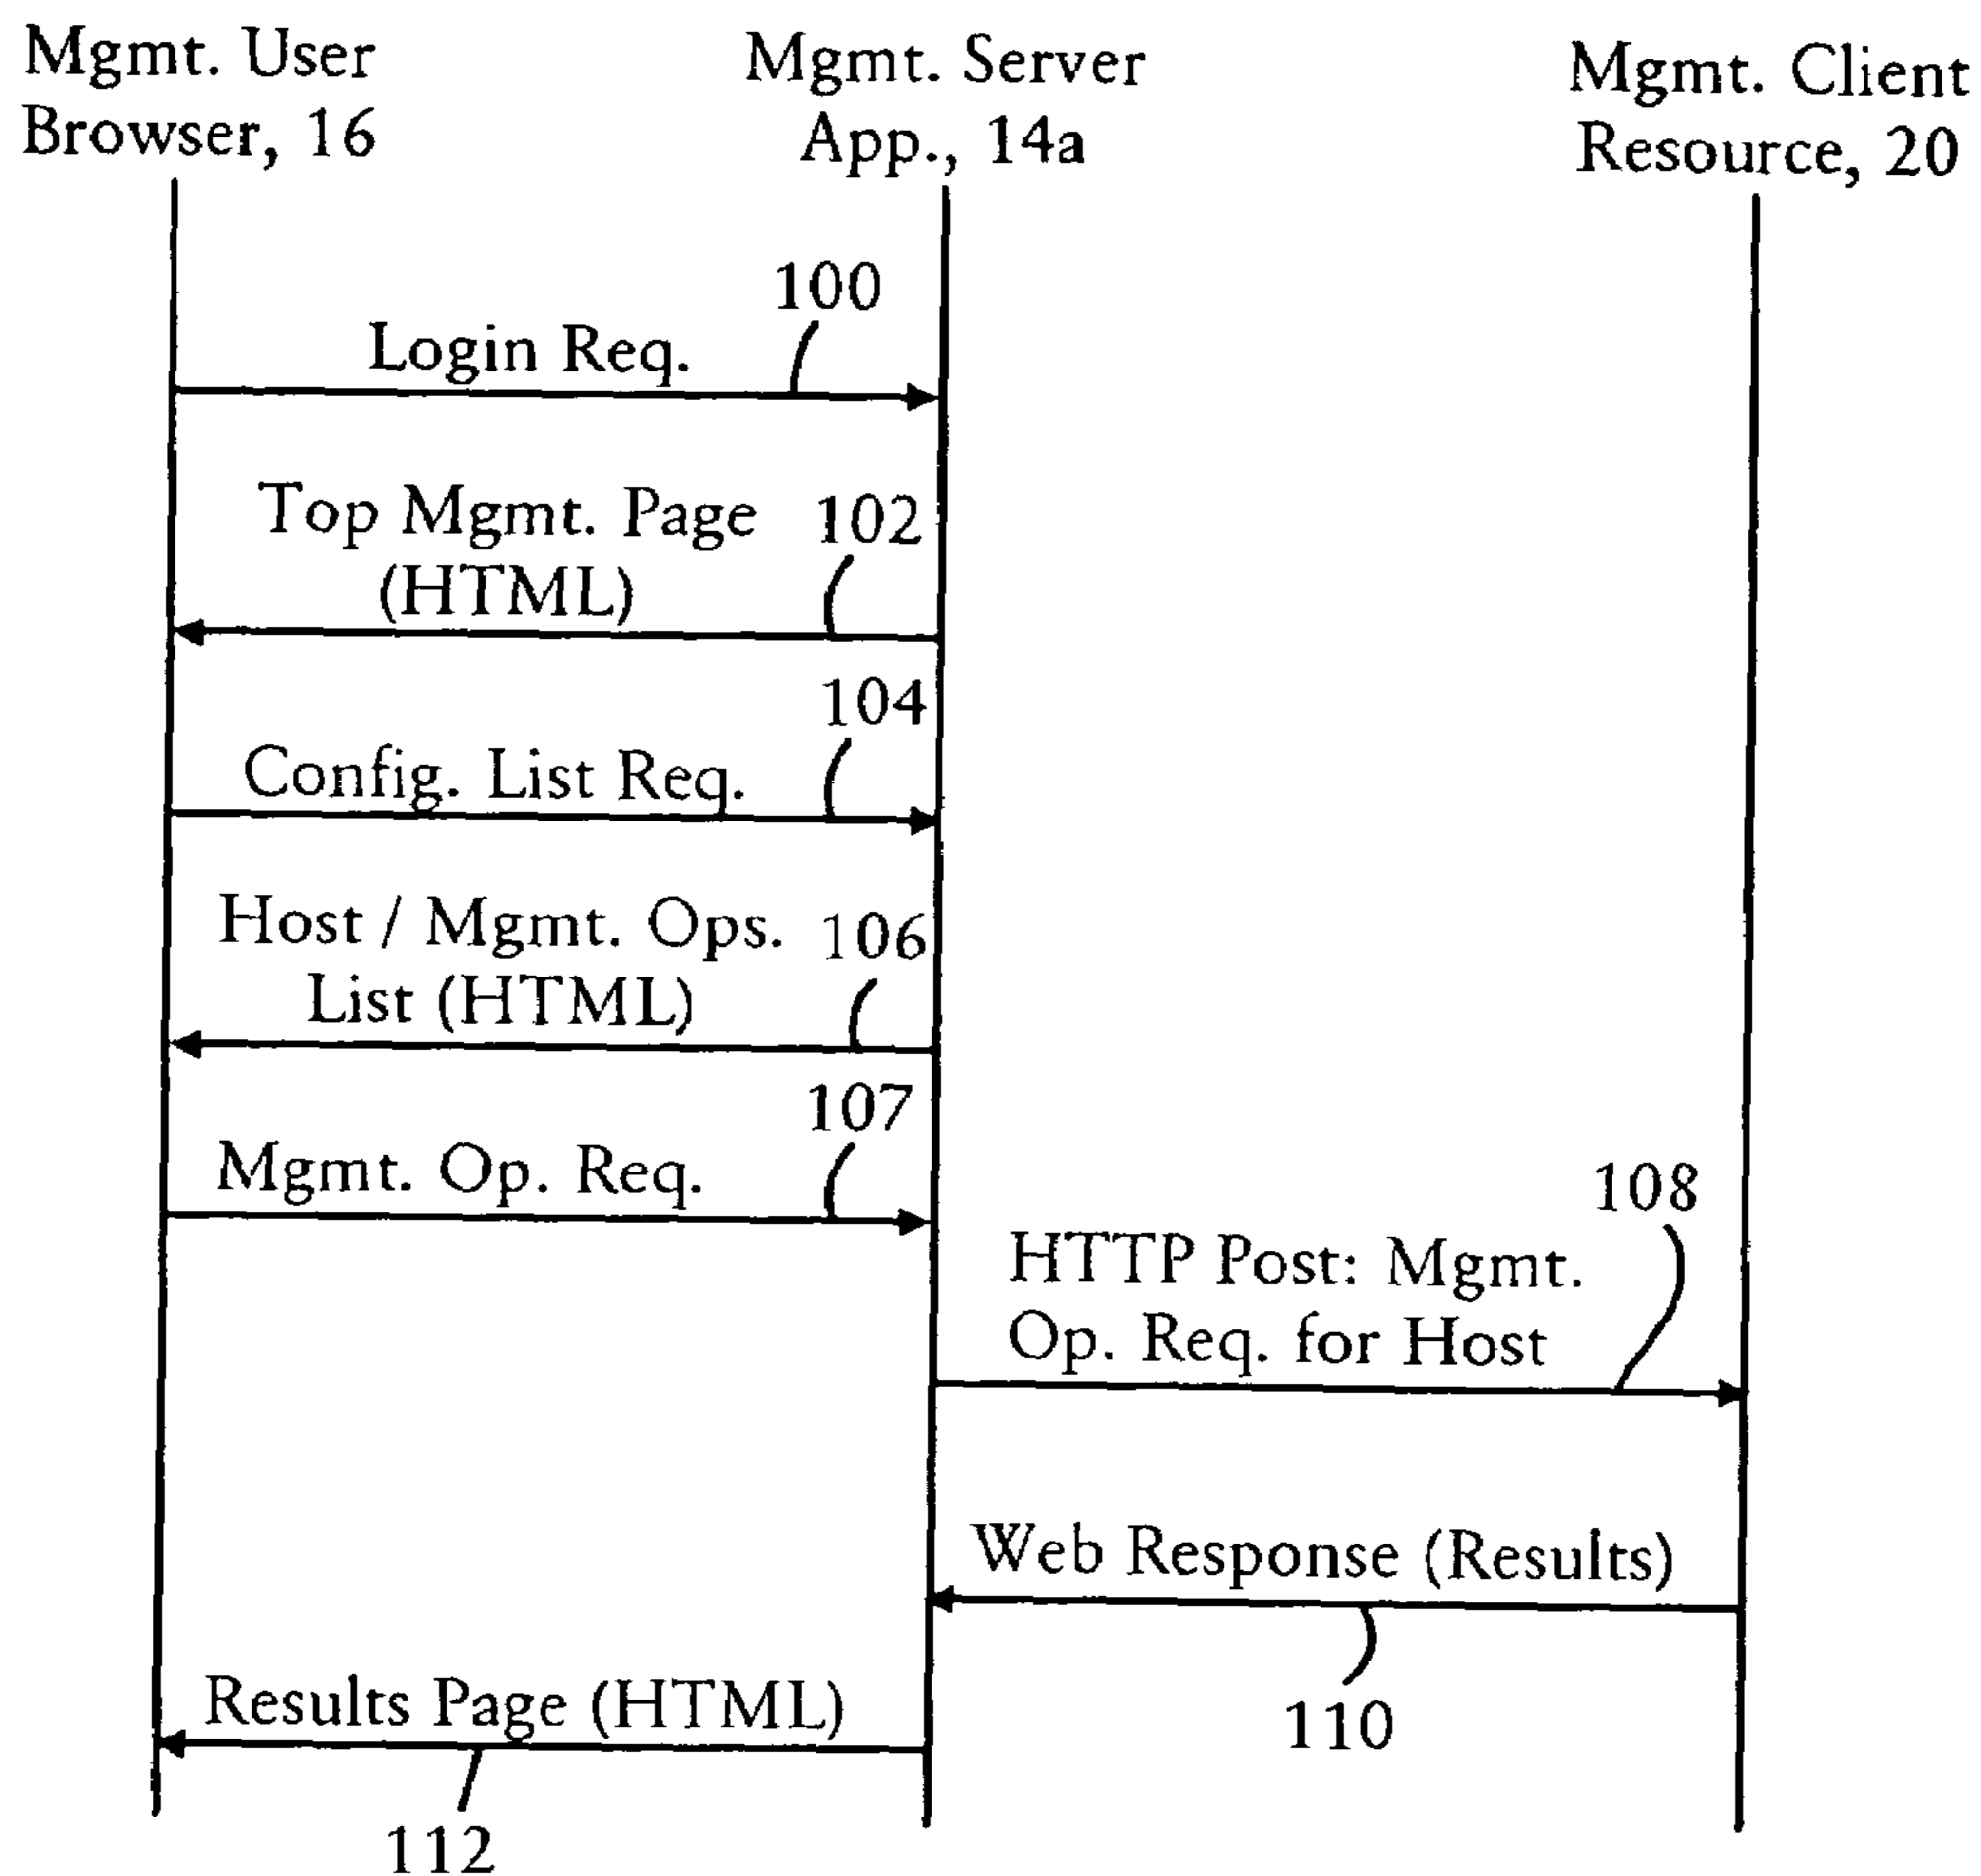 Mgmt. User
Browser, 16
Mgmt. Server
App., 14a
Mgmt. Client
Resource, 20
100
Login Req.
Top Mgmt. Page
(HTML)
102
104
Config. List Req.
Host / Mgmt. Ops.
List (HTML)
106
107
Mgmt. Op. Req.
108
HTTP Post: Mgmt.
Op. Req. for Host
Web Response (Results)
110
Results Page (HTML)
112